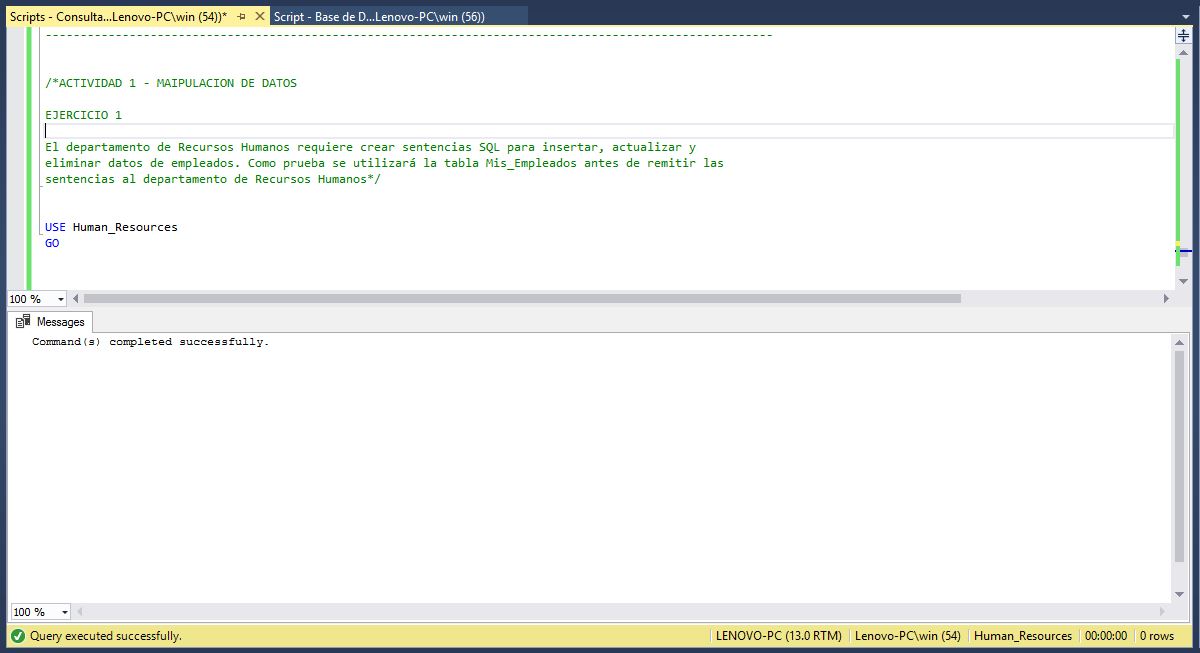 Scripts - Consulta...Lenovo-PC\win (54))*
Script - Base de D...Lenovo-PC\win (56))
----------------------------------------------------------------------------------------------------
/*ACTIVIDAD 1 - MAIPULACION DE DATOS
EJERCICIO 1
El departamento de Recursos Humanos requiere crear sentencias SQL para insertar, actualizar y
eliminar datos de empleados. Como prueba se utilizará la tabla Mis_Empleados antes de remitir las
sentencias al departamento de Recursos Humanos*/
USE Human_Resources
GO
100 %
Messages
Command(s) completed successfully.
100 %
Query executed successfully. LENOVO-PC (13.0 RTM) Lenovo-PC\win (54) Human_Resources 00:00:00 0 rows